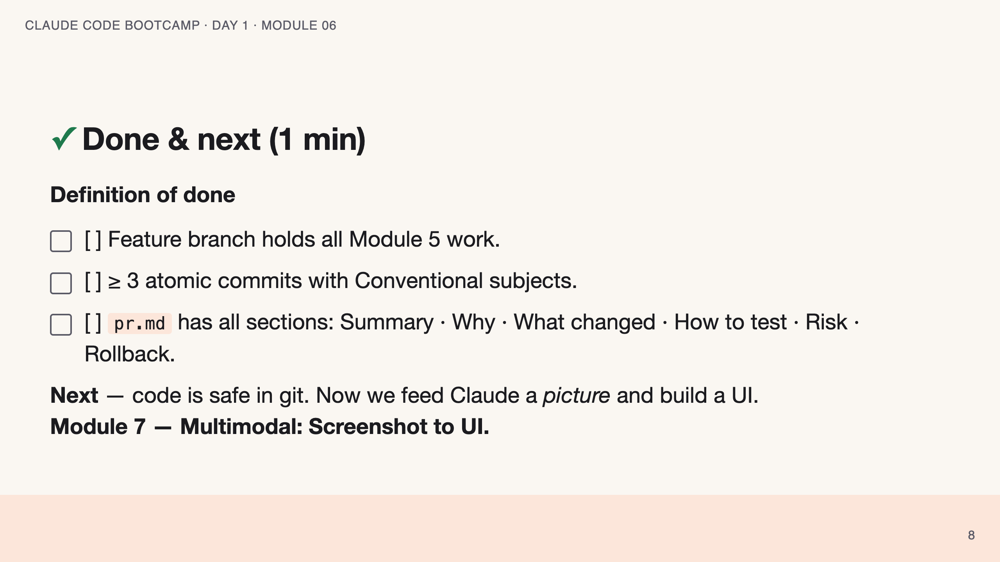 CLAUDE CODE BOOTCAMP · DAY 1 · MODULE 06
✓ Done & next (1 min)
Definition of done
[ ] Feature branch holds all Module 5 work.
[ ] ≥ 3 atomic commits with Conventional subjects.
[ ] pr.md has all sections: Summary · Why · What changed · How to test · Risk ·
Rollback.
Next — code is safe in git. Now we feed Claude a picture and build a UI.
Module 7 — Multimodal: Screenshot to UI.
8